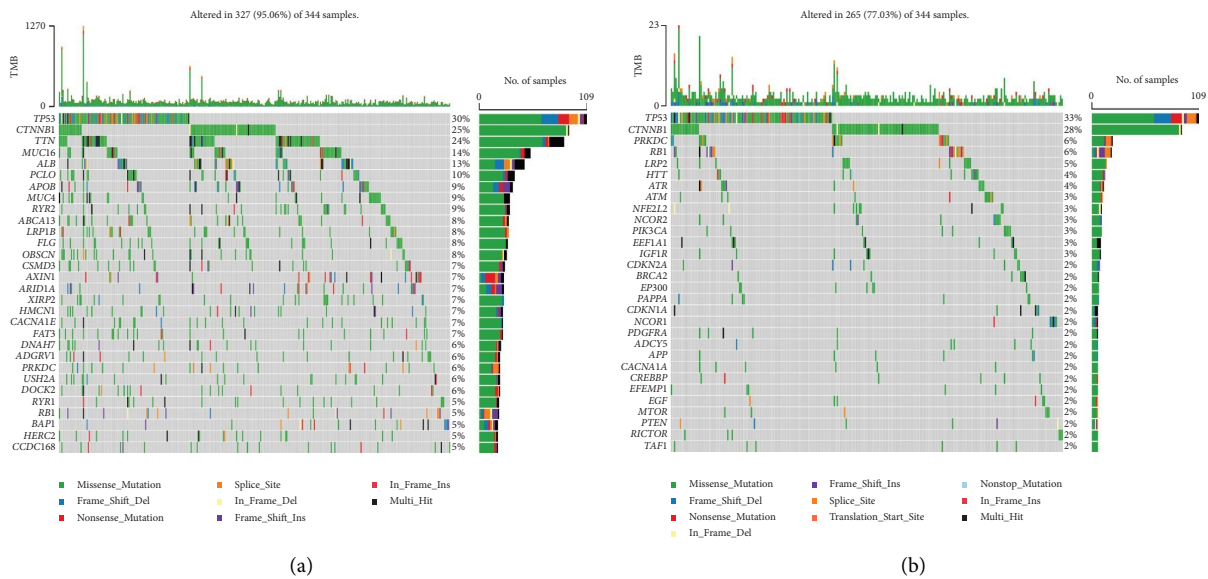 Altered in 327 (95.06%) of 344 samples.
1270
TMB
0
No. of samples
0 109
TP53 30%
CTNNB1 25%
TTN 24%
MUC16 14%
ALB 13%
PCLO 10%
APOB 9%
MUC4 9%
RYR2 9%
ABCA13 8%
LRP1B 8%
FLG 8%
OBSCN 8%
CSMD3 7%
AXIN1 7%
ARID1A 7%
XIRP2 7%
HMCN1 7%
CACNA1E 7%
FAT3 7%
DNAH7 6%
ADGRV1 6%
PRKDC 6%
USH2A 6%
DOCK2 6%
RYR1 5%
RB1 5%
BAP1 5%
HERC2 5%
CCDC168 5%
Missense_Mutation Splice_Site In_Frame_Ins
Frame_Shift_Del In_Frame_Del Multi_Hit
Nonsense_Mutation Frame_Shift_Ins
(a)
Altered in 265 (77.03%) of 344 samples.
23
TMB
0
No. of samples
0 109
TP53 33%
CTNNB1 28%
PRKDC 6%
RB1 6%
LRP2 5%
HTT 4%
ATR 4%
ATM 3%
NFE2L2 3%
NCOR2 3%
PIK3CA 3%
EEF1A1 3%
IGF1R 3%
CDKN2A 2%
BRCA2 2%
EP300 2%
PAPPA 2%
CDKN1A 2%
NCOR1 2%
PDGFRA 2%
ADCY5 2%
APP 2%
CACNA1A 2%
CREBBP 2%
EFEMP1 2%
EGF 2%
MTOR 2%
PTEN 2%
RICTOR 2%
TAF1 2%
Missense_Mutation Frame_Shift_Ins Nonstop_Mutation
Frame_Shift_Del Splice_Site In_Frame_Ins
Nonsense_Mutation Translation_Start_Site Multi_Hit
In_Frame_Del
(b)